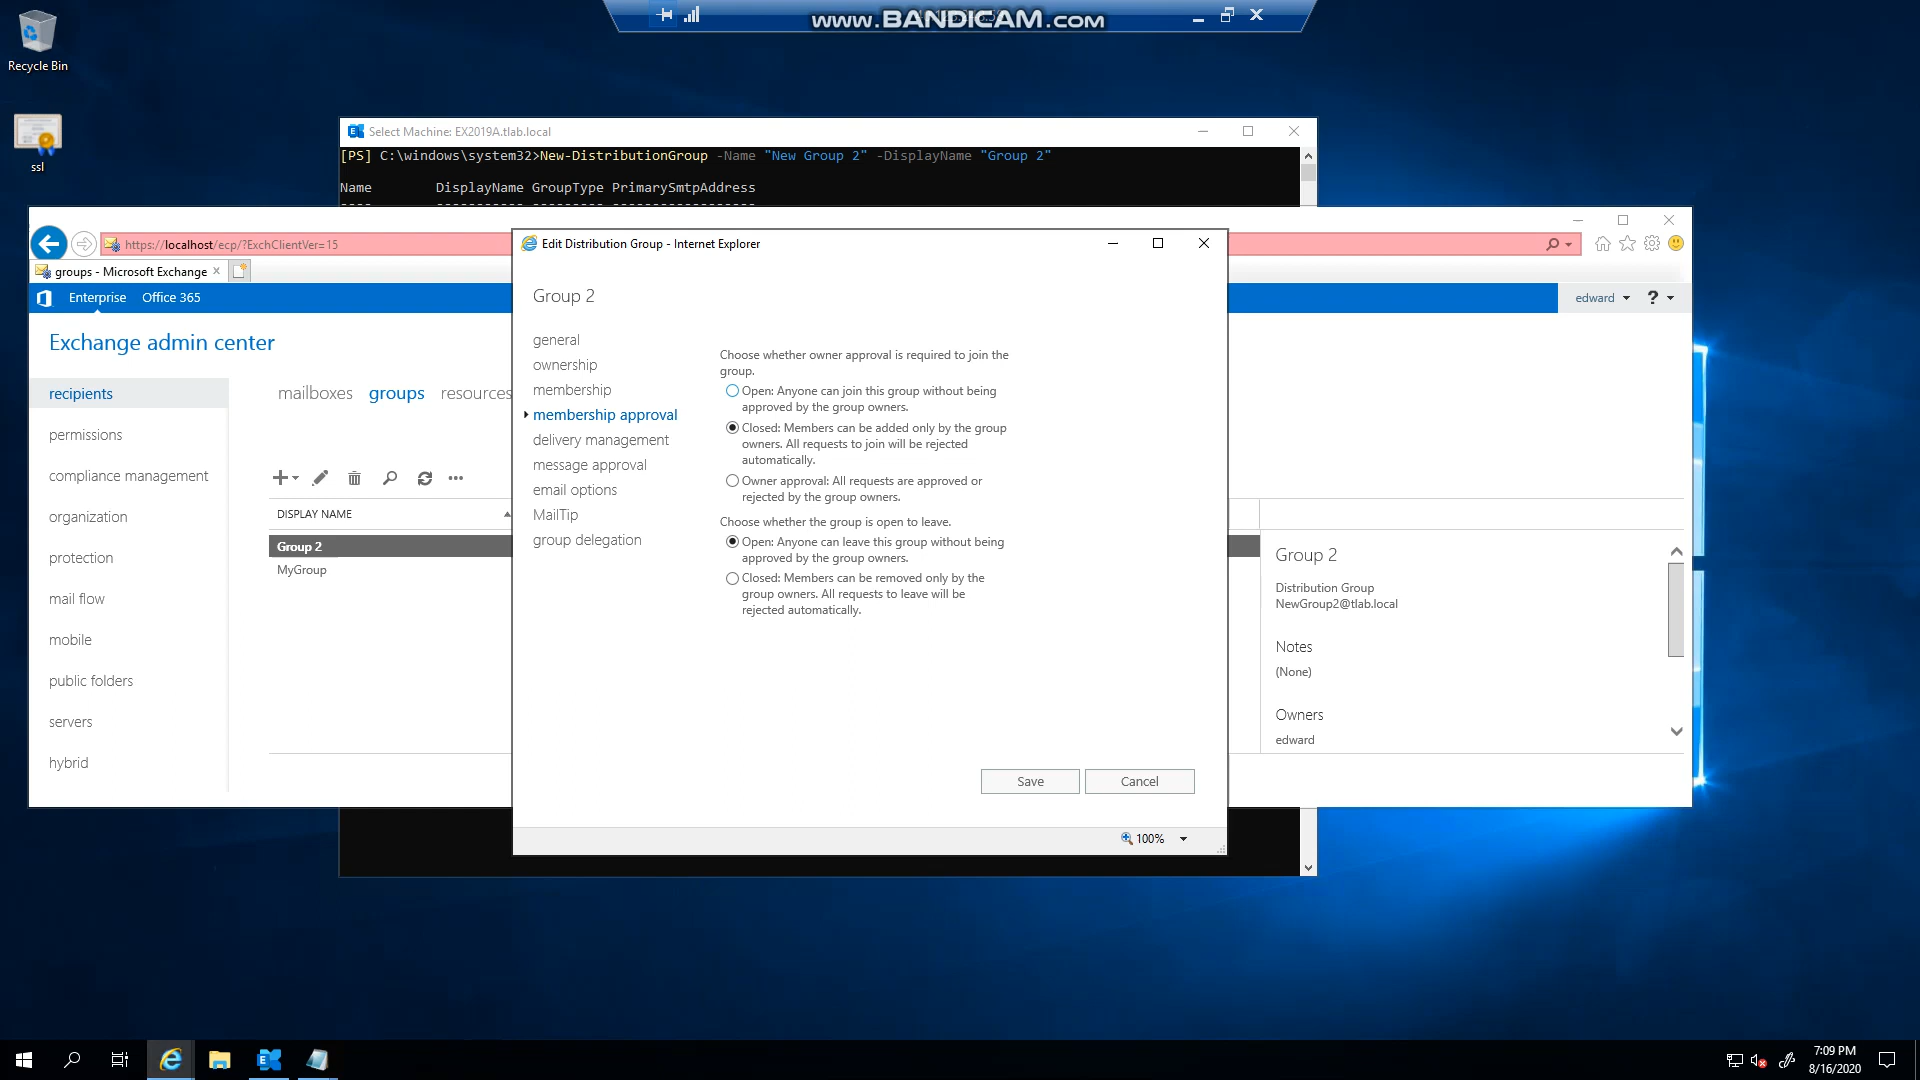 www.BANDICAM.com
Recycle Bin
ssl
Select Machine: EX2019A.tlab.local
[PS] C:\windows\system32>New-DistributionGroup -Name "New Group 2" -DisplayName "Group 2"
Name DisplayName GroupType PrimarySmtpAddress
---- ----------- --------- ------------------
https://localhost/ecp/?ExchClientVer=15
groups - Microsoft Exchange
Enterprise Office 365
edward ?
Exchange admin center
recipients
permissions
compliance management
organization
protection
mail flow
mobile
public folders
servers
hybrid
mailboxes groups resources
DISPLAY NAME
Group 2
MyGroup
Edit Distribution Group - Internet Explorer
Group 2
general
ownership
membership
membership approval
delivery management
message approval
email options
MailTip
group delegation
Choose whether owner approval is required to join the
group.
Open: Anyone can join this group without being
approved by the group owners.
Closed: Members can be added only by the group
owners. All requests to join will be rejected
automatically.
Owner approval: All requests are approved or
rejected by the group owners.
Choose whether the group is open to leave.
Open: Anyone can leave this group without being
approved by the group owners.
Closed: Members can be removed only by the
group owners. All requests to leave will be
rejected automatically.
Save Cancel
100%
Group 2
Distribution Group
NewGroup2@tlab.local
Notes
(None)
Owners
edward
7:09 PM
8/16/2020